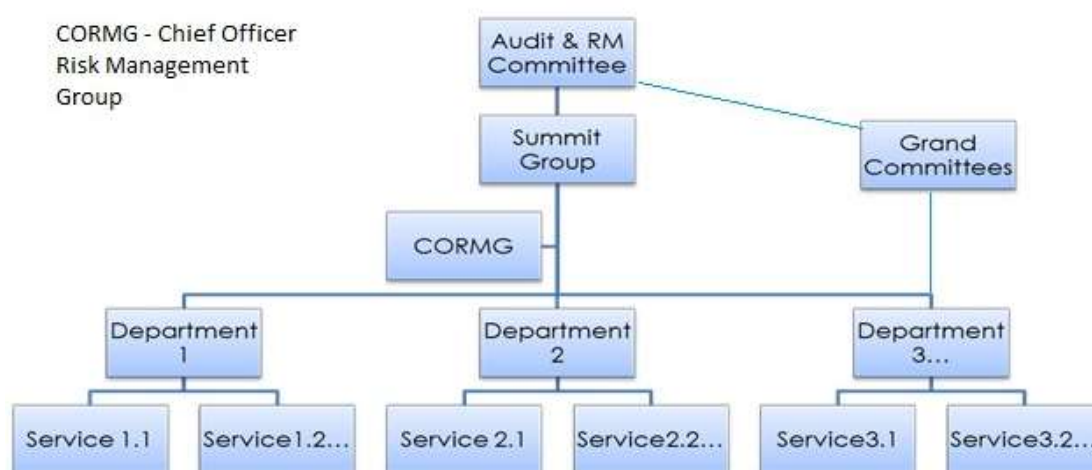 CORMG - Chief Officer
Risk Management
Group
Audit & RM
Committee
Summit
Group
Grand
Committees
CORMG
Department
1
Department
2
Department
3...
Service 1.1
Service1.2...
Service 2.1
Service2.2...
Service3.1
Service3.2...